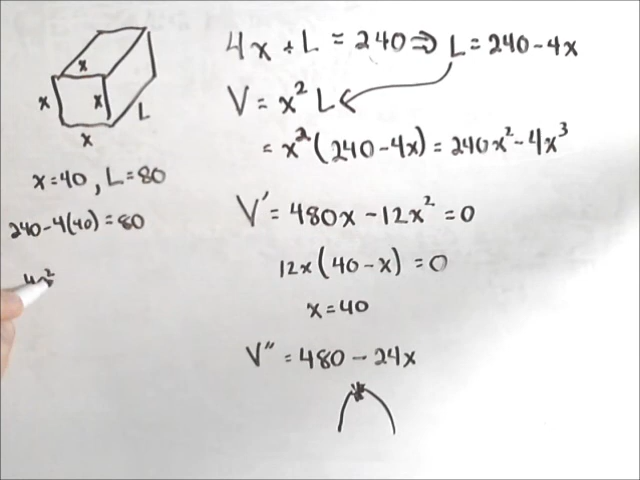 4x + L = 240 ⇒ L = 240 - 4x
V = x² L
= x² (240 - 4x) = 240x² - 4x³
x
x
x
L
x
x = 40 , L = 80
240 - 4(40) = 80
V' = 480x - 12x² = 0
12x (40 - x) = 0
x = 40
V'' = 480 - 24x